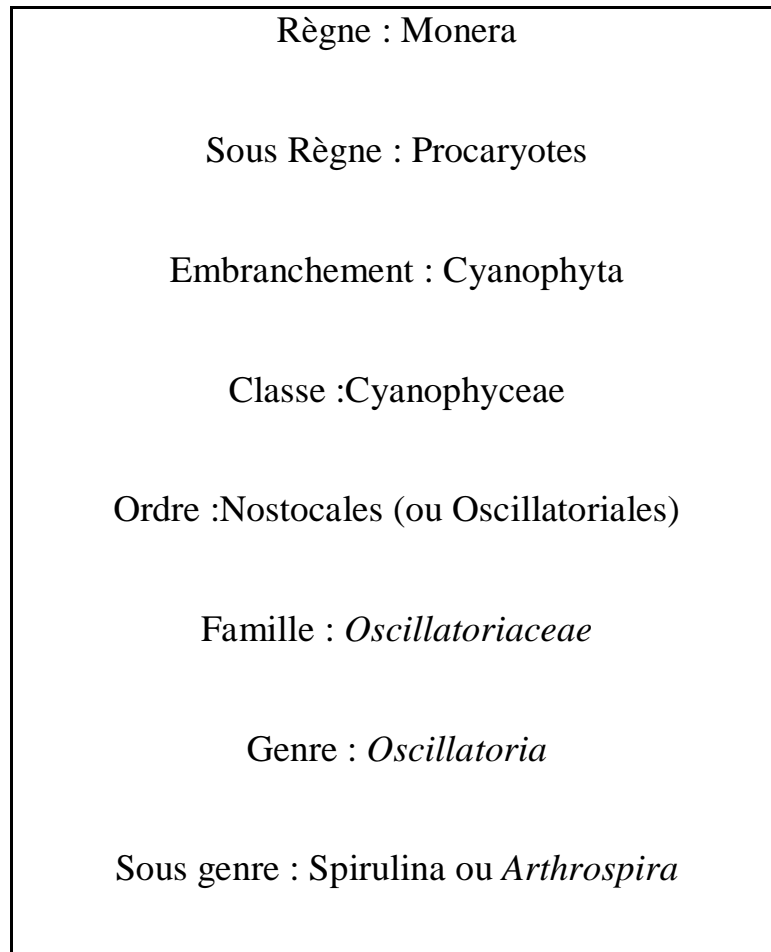 Règne : Monera
Sous Règne : Procaryotes
Embranchement : Cyanophyta
Classe :Cyanophyceae
Ordre :Nostocales (ou Oscillatoriales)
Famille : Oscillatoriaceae
Genre : Oscillatoria
Sous genre : Spirulina ou Arthrospira